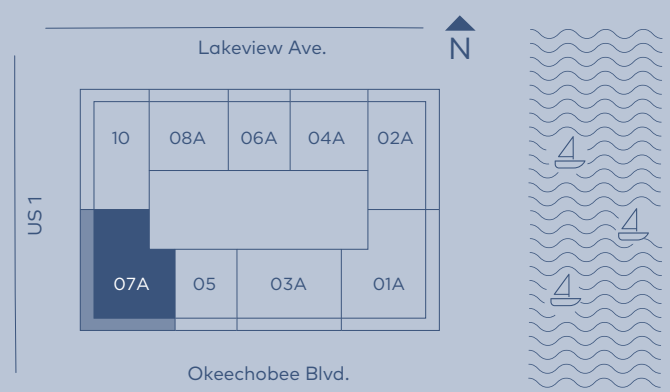 Lakeview Ave.
N
10 08A 06A 04A 02A
US 1
07A 05 03A 01A
Okeechobee Blvd.